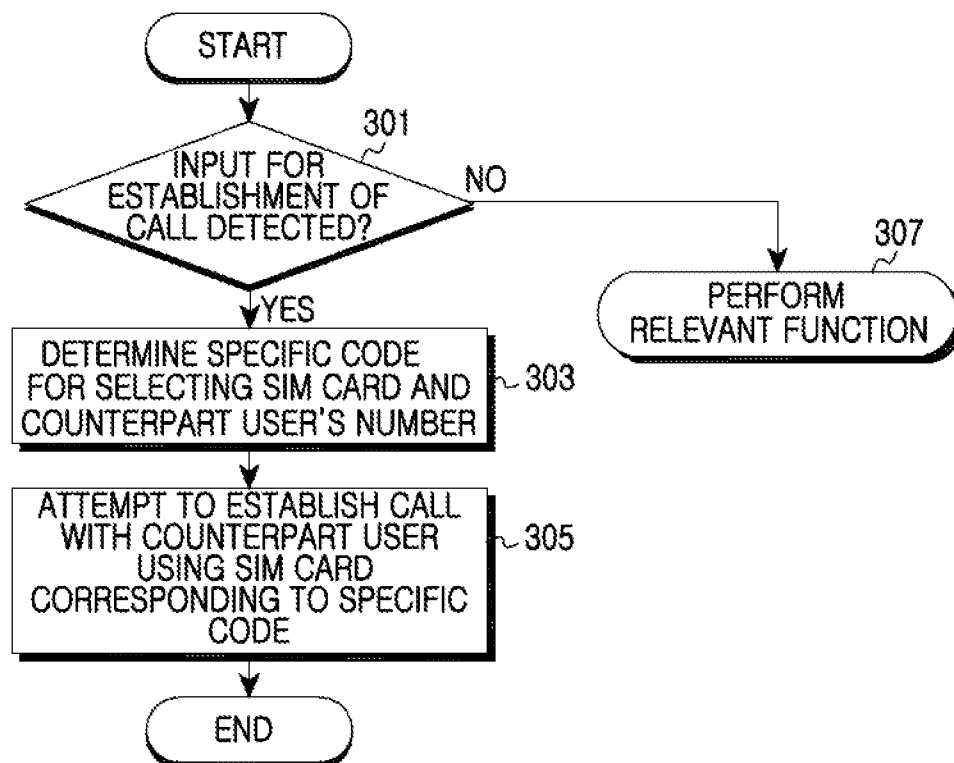 START
301
INPUT FOR
ESTABLISHMENT OF
CALL DETECTED?
NO
307
PERFORM
RELEVANT FUNCTION
YES
DETERMINE SPECIFIC CODE
FOR SELECTING SIM CARD AND
COUNTERPART USER'S NUMBER
303
ATTEMPT TO ESTABLISH CALL
WITH COUNTERPART USER
USING SIM CARD
CORRESPONDING TO SPECIFIC
CODE
305
END